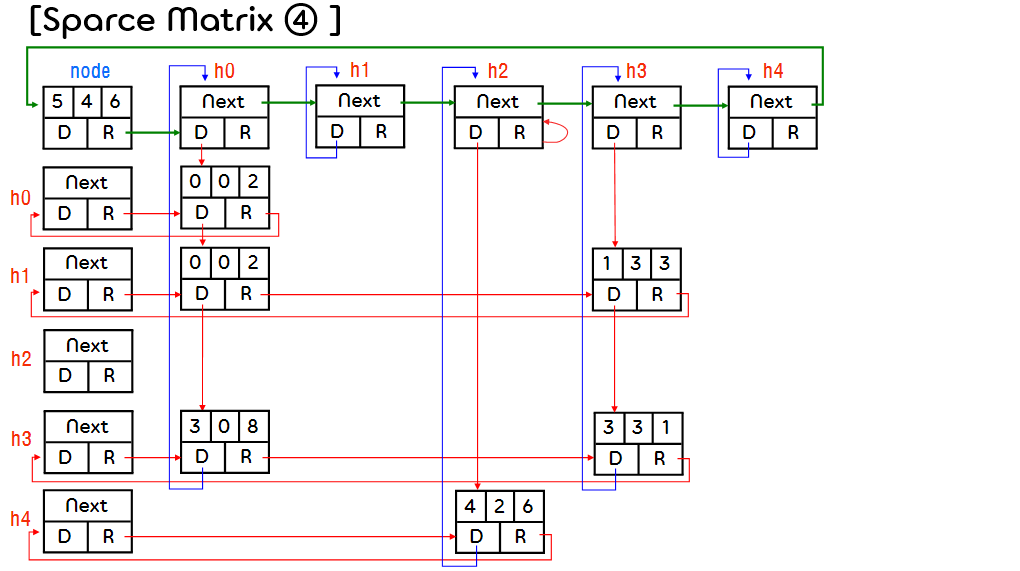 [Sparce Matrix ④ ]
node h0 h1 h2 h3 h4
5 4 6 Next Next Next Next Next
D R D R D R D R D R D R
h0 Next 0 0 2
D R D R
h1 Next 0 0 2 1 3 3
D R D R D R
h2 Next
D R
h3 Next 3 0 8 3 3 1
D R D R D R
h4 Next 4 2 6
D R D R